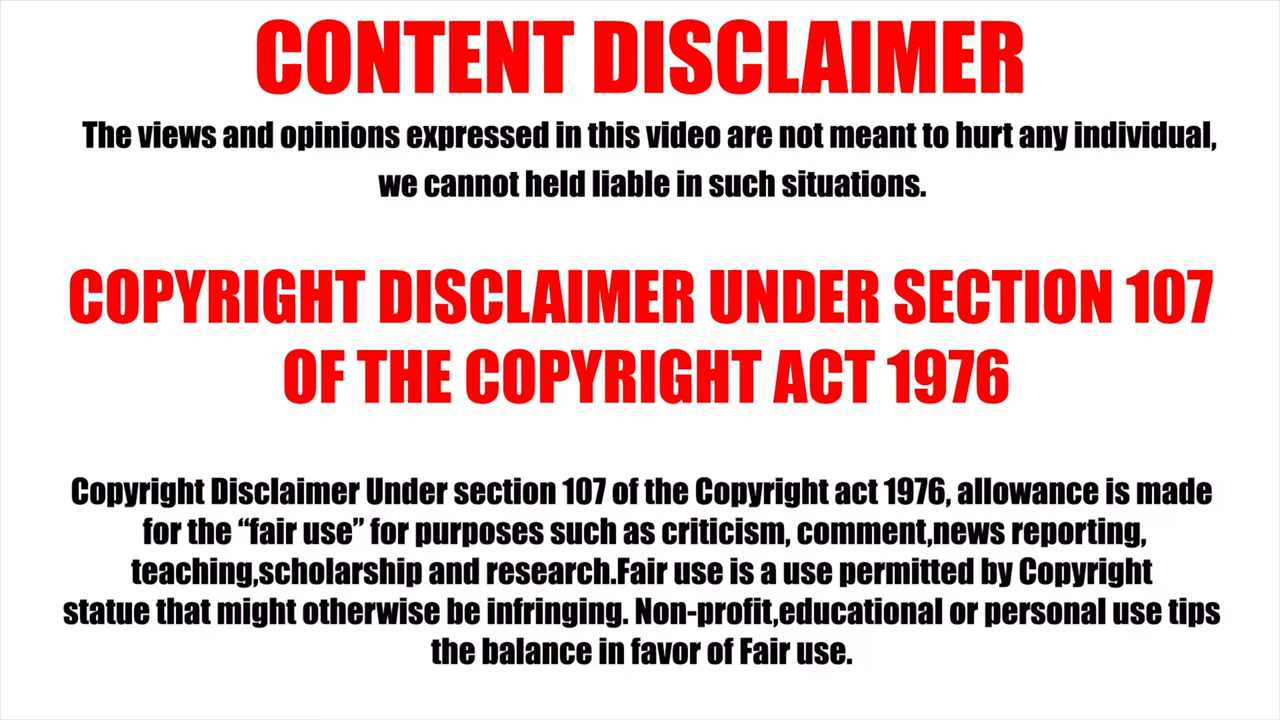 CONTENT DISCLAIMER
The views and opinions expressed in this video are not meant to hurt any individual,
we cannot held liable in such situations.
COPYRIGHT DISCLAIMER UNDER SECTION 107
OF THE COPYRIGHT ACT 1976
Copyright Disclaimer Under section 107 of the Copyright act 1976, allowance is made
for the “fair use” for purposes such as criticism, comment,news reporting,
teaching,scholarship and research.Fair use is a use permitted by Copyright
statue that might otherwise be infringing. Non-profit,educational or personal use tips
the balance in favor of Fair use.